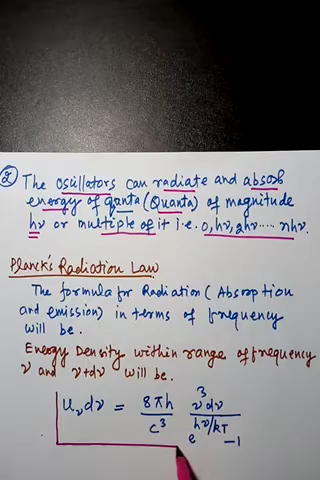 ② The oscillators can radiate and absorb
energy of qanta (Quanta) of magnitude
hν or multiple of it i.e. 0, hν, 2hν ..... nhν.
Planck's Radiation Law
The formula for Radiation (Absorption
and emission) in terms of frequency
will be.
Energy Density within range of frequency
ν and ν+dν will be.
u_ν dν = 8πh/c³ ν³dν/(e^{hν/kT} −1)